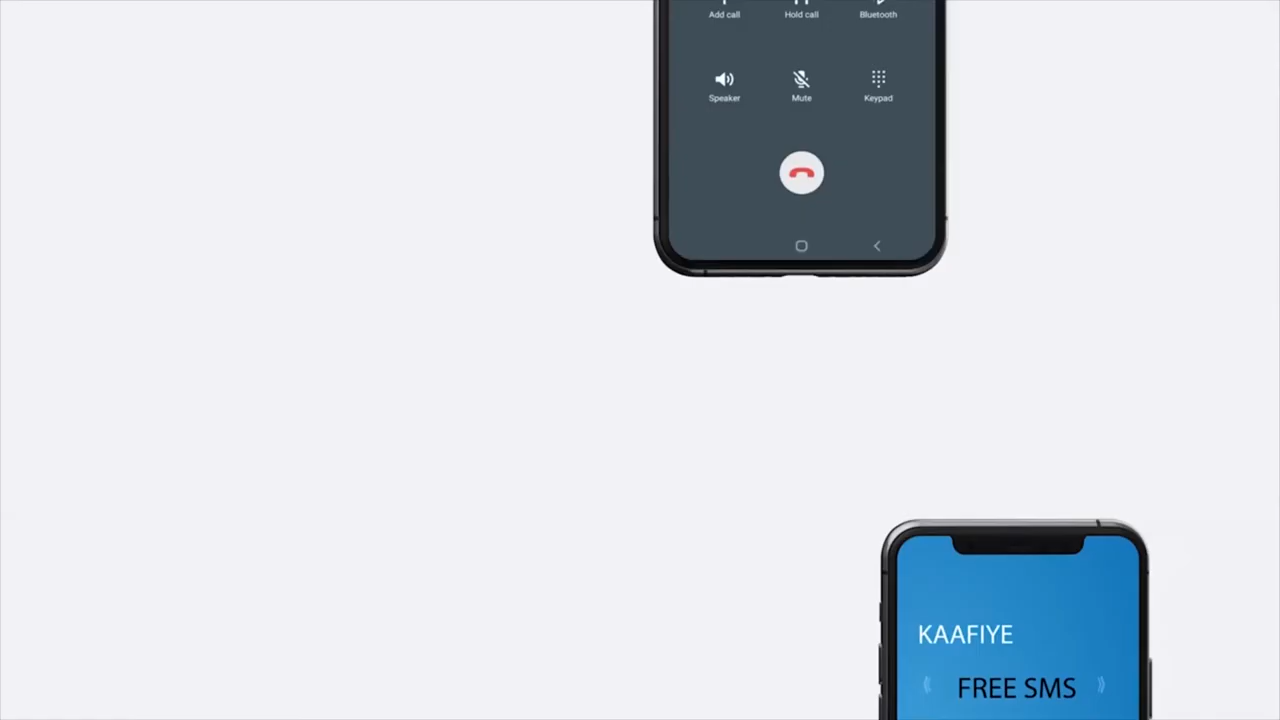 Add call Hold call Bluetooth
Speaker Mute Keypad
KAAFIYE
FREE SMS